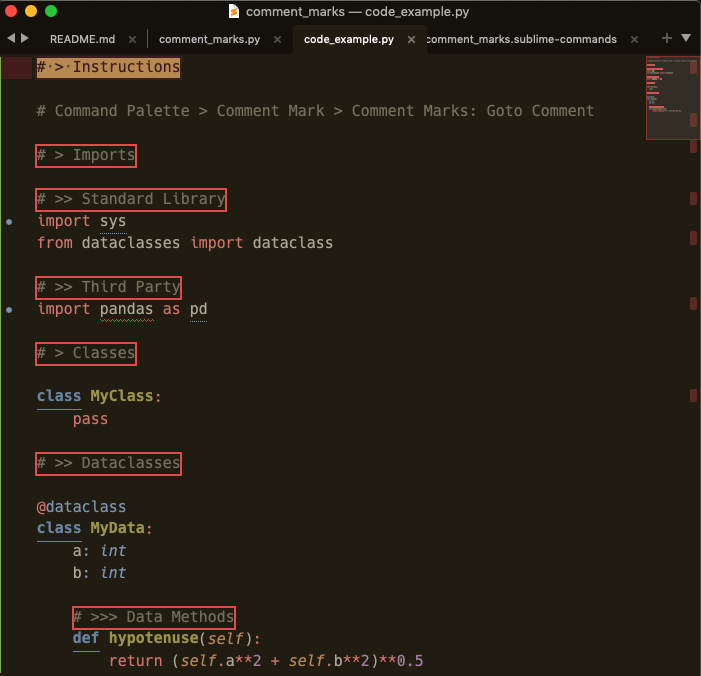 comment_marks — code_example.py
README.md comment_marks.py code_example.py comment_marks.sublime-commands
# > Instructions
# Command Palette > Comment Mark > Comment Marks: Goto Comment
# > Imports
# >> Standard Library
import sys
from dataclasses import dataclass
# >> Third Party
import pandas as pd
# > Classes
class MyClass:
    pass
# >> Dataclasses
@dataclass
class MyData:
    a: int
    b: int
    # >>> Data Methods
    def hypotenuse(self):
        return (self.a**2 + self.b**2)**0.5